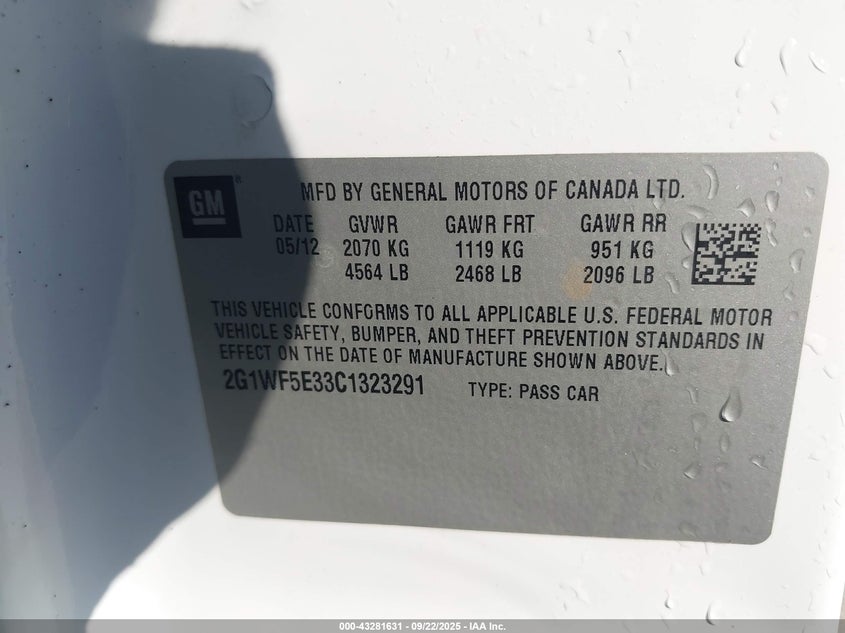 GM®
MFD BY GENERAL MOTORS OF CANADA LTD.
DATE GVWR GAWR FRT GAWR RR
05/12 2070 KG 1119 KG 951 KG
4564 LB 2468 LB 2096 LB
THIS VEHICLE CONFORMS TO ALL APPLICABLE U.S. FEDERAL MOTOR
VEHICLE SAFETY, BUMPER, AND THEFT PREVENTION STANDARDS IN
EFFECT ON THE DATE OF MANUFACTURE SHOWN ABOVE.
2G1WF5E33C1323291 TYPE: PASS CAR
000-43281631 - 09/22/2025 - IAA Inc.